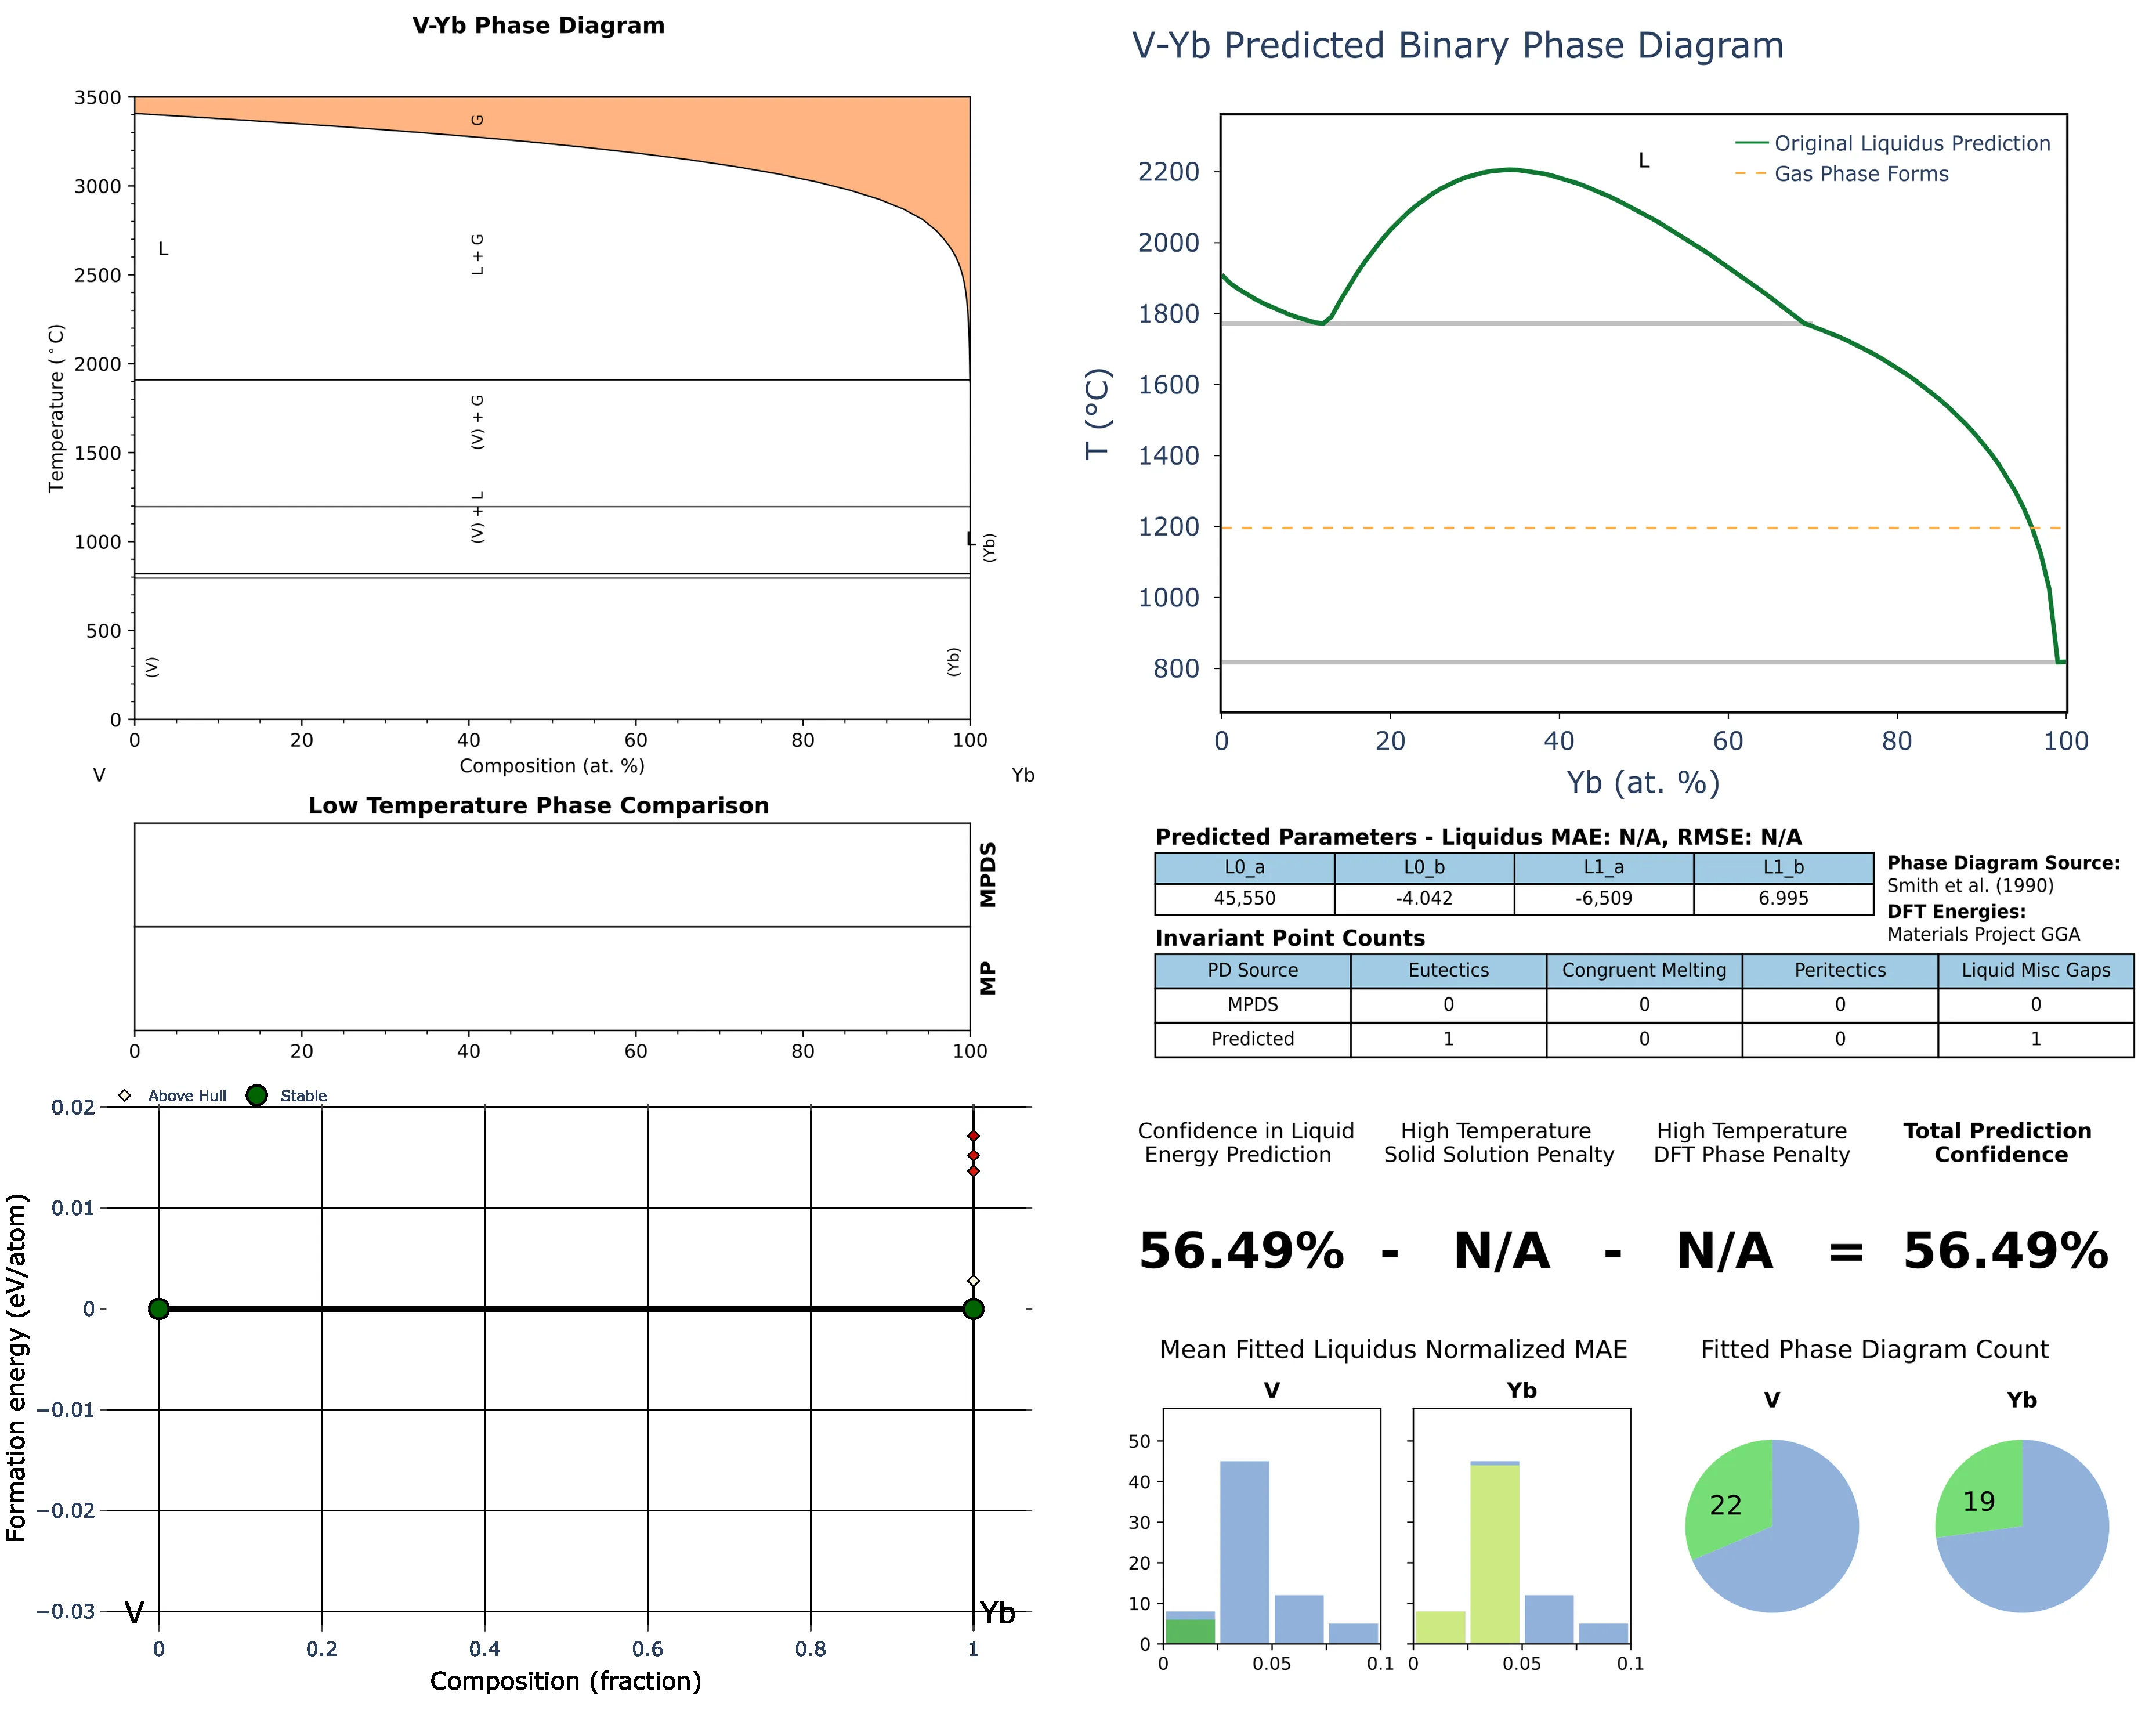 V-Yb Phase Diagram
3500
3000
2500
2000
1500
1000
500
0
Temperature (°C)
G
L + G
L
(V) + G
(V) + L
L
(Yb)
(V)
(Yb)
0 20 40 60 80 100
Composition (at. %)
V Yb
Low Temperature Phase Comparison
MPDS
MP
0 20 40 60 80 100
Above Hull Stable
0.02
0.01
0
−0.01
−0.02
−0.03
Formation energy (eV/atom)
V Yb
0 0.2 0.4 0.6 0.8 1
Composition (fraction)
V-Yb Predicted Binary Phase Diagram
L
Original Liquidus Prediction
Gas Phase Forms
2200
2000
1800
1600
1400
1200
1000
800
T (°C)
0 20 40 60 80 100
Yb (at. %)
Predicted Parameters - Liquidus MAE: N/A, RMSE: N/A
L0_a L0_b L1_a L1_b
45,550 -4.042 -6,509 6.995
Phase Diagram Source:
Smith et al. (1990)
DFT Energies:
Materials Project GGA
Invariant Point Counts
PD Source Eutectics Congruent Melting Peritectics Liquid Misc Gaps
MPDS 0 0 0 0
Predicted 1 0 0 1
Confidence in Liquid
Energy Prediction
High Temperature
Solid Solution Penalty
High Temperature
DFT Phase Penalty
Total Prediction
Confidence
56.49% - N/A - N/A = 56.49%
Mean Fitted Liquidus Normalized MAE
V Yb
50
40
30
20
10
0
0 0.05 0.1 0 0.05 0.1
Fitted Phase Diagram Count
V Yb
22 19